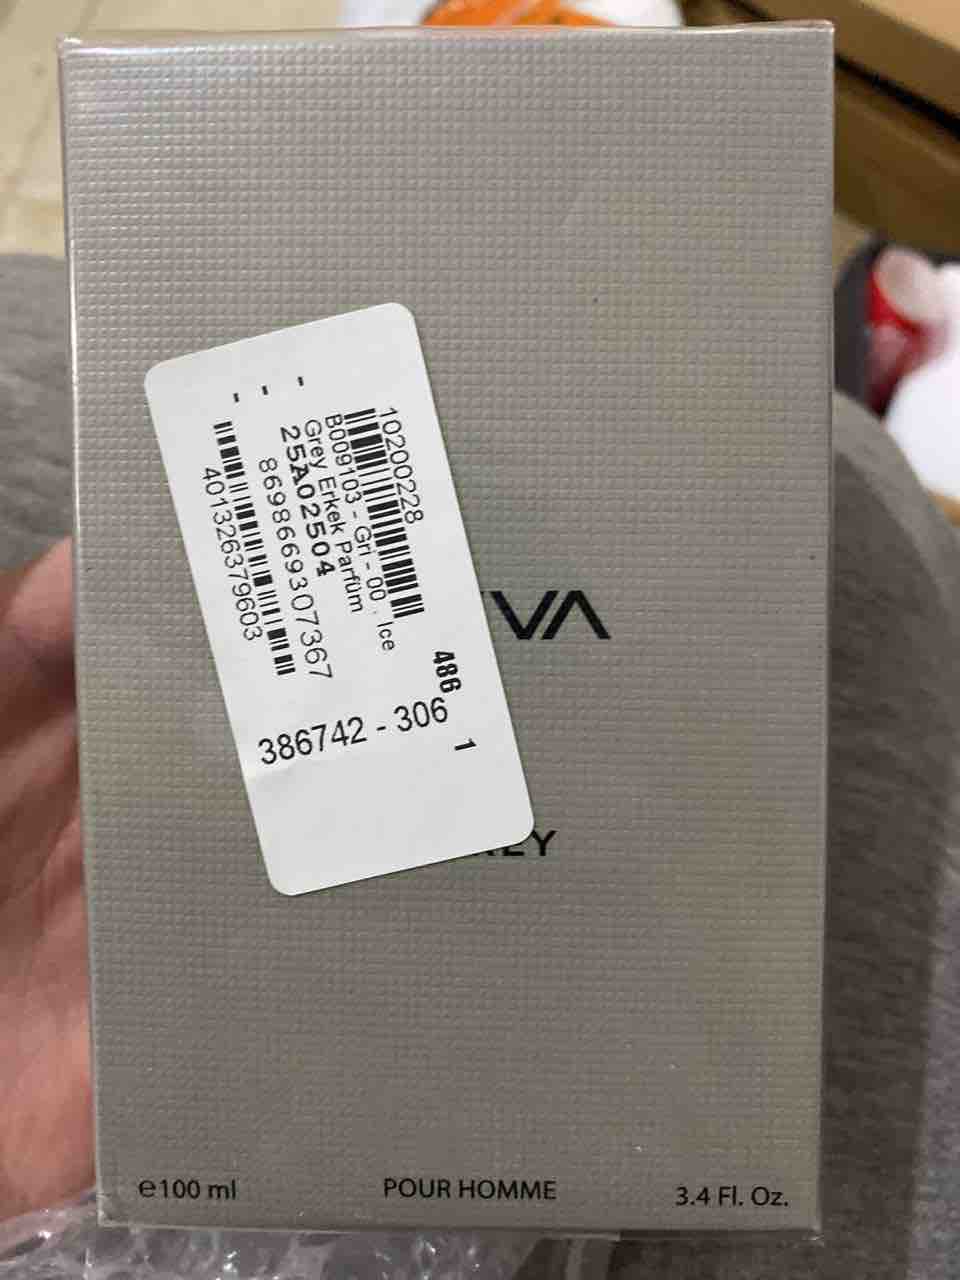 10200228
B009103 - Gri - 00 . Ice
Grey Erkek Parfüm
25A02504
8698669307367
401326379603
486
386742 - 306
1
VA
EY
e100 ml
POUR HOMME
3.4 Fl. Oz.